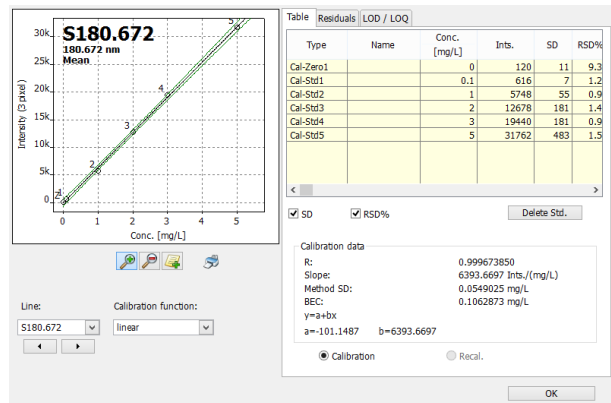 S180.672
180.672 nm
Mean
Intensity (3 pixel)
30k
25k
20k
15k
10k
5k
0
Z 1 2 3 4 5
0 1 2 3 4 5
Conc. [mg/L]
Line: Calibration function:
S180.672 linear
Table Residuals LOD / LOQ
Type Name Conc. [mg/L] Ints. SD RSD%
Cal-Zero1 0 120 11 9.3
Cal-Std1 0.1 616 7 1.2
Cal-Std2 1 5748 55 0.9
Cal-Std3 2 12678 181 1.4
Cal-Std4 3 19440 181 0.9
Cal-Std5 5 31762 483 1.5
SD RSD% Delete Std.
Calibration data
R: 0.999673850
Slope: 6393.6697 Ints./(mg/L)
Method SD: 0.0549025 mg/L
BEC: 0.1062873 mg/L
y=a+bx
a=-101.1487 b=6393.6697
Calibration Recal.
OK